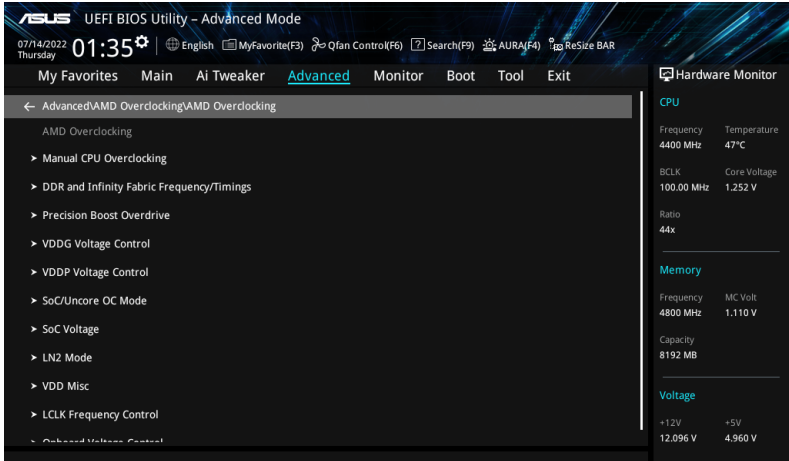 ASUS UEFI BIOS Utility – Advanced Mode
07/14/2022 Thursday 01:35 English MyFavorite(F3) Qfan Control(F6) ? Search(F9) AURA(F4) ReSize BAR
My Favorites Main Ai Tweaker Advanced Monitor Boot Tool Exit
← Advanced\AMD Overclocking\AMD Overclocking
AMD Overclocking
> Manual CPU Overclocking
> DDR and Infinity Fabric Frequency/Timings
> Precision Boost Overdrive
> VDDG Voltage Control
> VDDP Voltage Control
> SoC/Uncore OC Mode
> SoC Voltage
> LN2 Mode
> VDD Misc
> LCLK Frequency Control
> Onboard Voltage Control
Hardware Monitor
CPU
Frequency Temperature
4400 MHz 47°C
BCLK Core Voltage
100.00 MHz 1.252 V
Ratio
44x
Memory
Frequency MC Volt
4800 MHz 1.110 V
Capacity
8192 MB
Voltage
+12V +5V
12.096 V 4.960 V